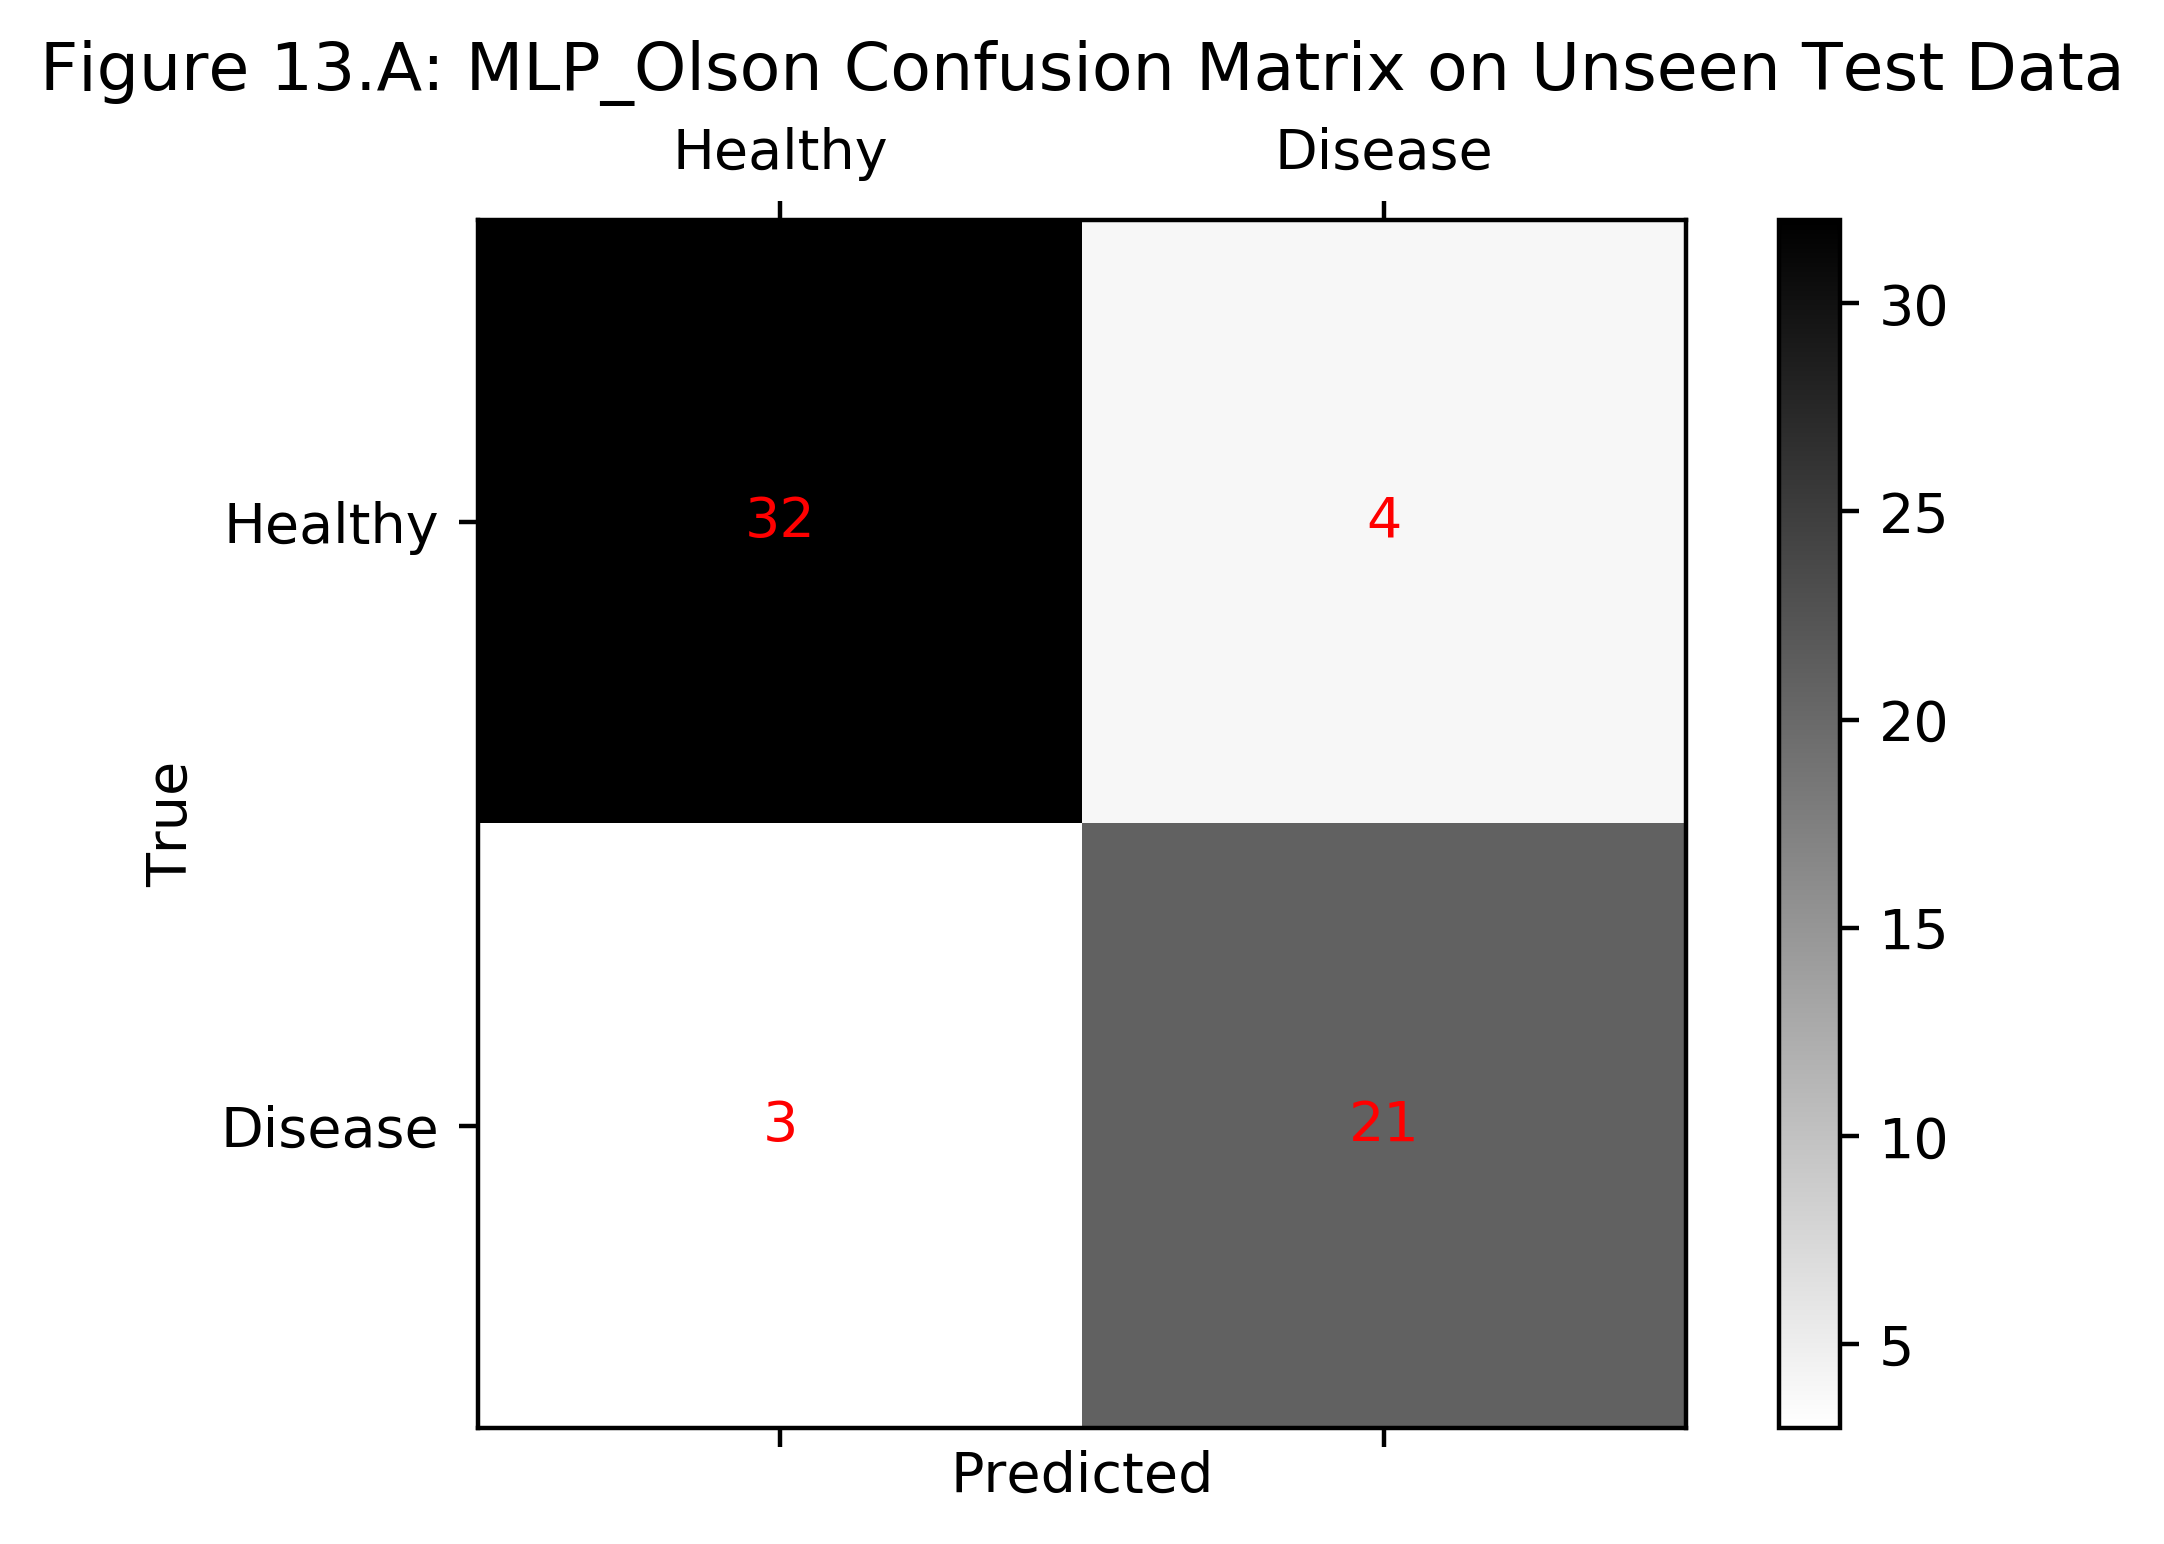 Figure 13.A: MLP_Olson Confusion Matrix on Unseen Test Data
Healthy Disease
30
25
Healthy 32 4
20
True
15
Disease 3 21
10
5
Predicted